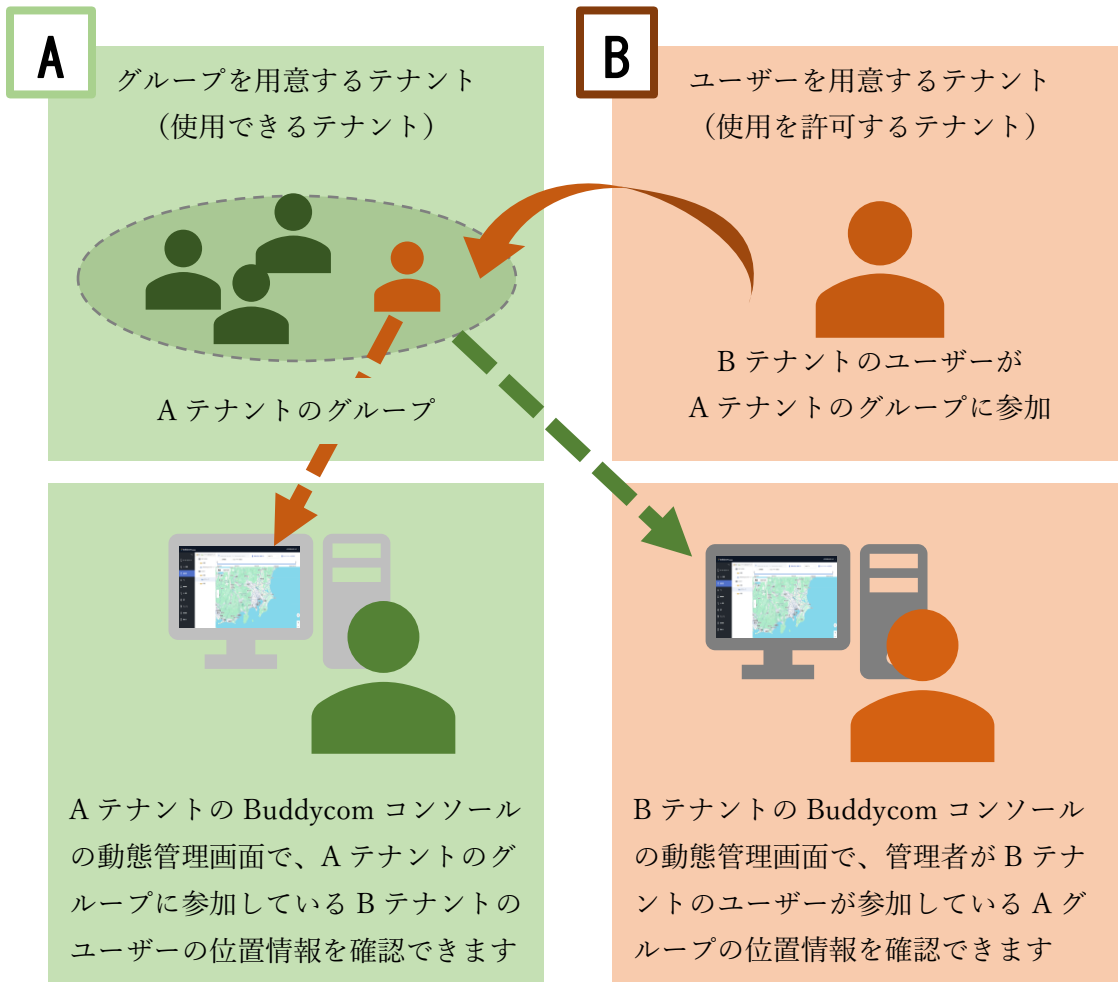 A
グループを用意するテナント
（使用できるテナント）
B
ユーザーを用意するテナント
（使用を許可するテナント）
A テナントのグループ
B テナントのユーザーが
A テナントのグループに参加
A テナントの Buddycom コンソール
の動態管理画面で、A テナントのグ
ループに参加している B テナントの
ユーザーの位置情報を確認できます
B テナントの Buddycom コンソール
の動態管理画面で、管理者が B テナ
ントのユーザーが参加している A グ
ループの位置情報を確認できます